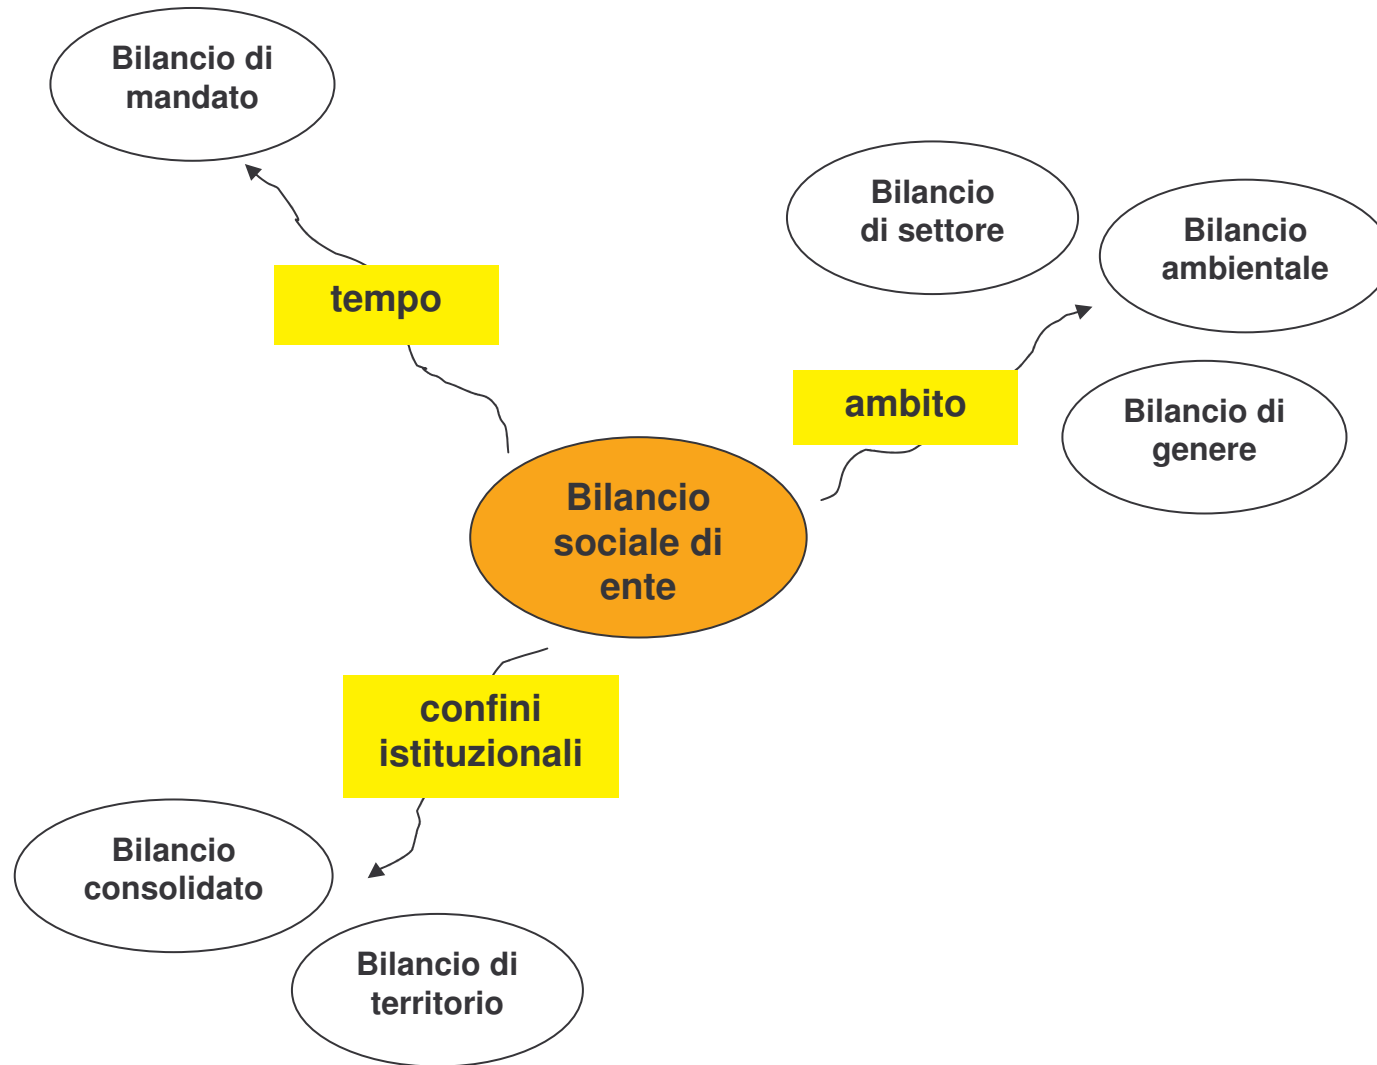 Bilancio di
mandato
tempo
Bilancio
di settore
Bilancio
ambientale
ambito
Bilancio di
genere
Bilancio
sociale di
ente
confini
istituzionali
Bilancio
consolidato
Bilancio di
territorio